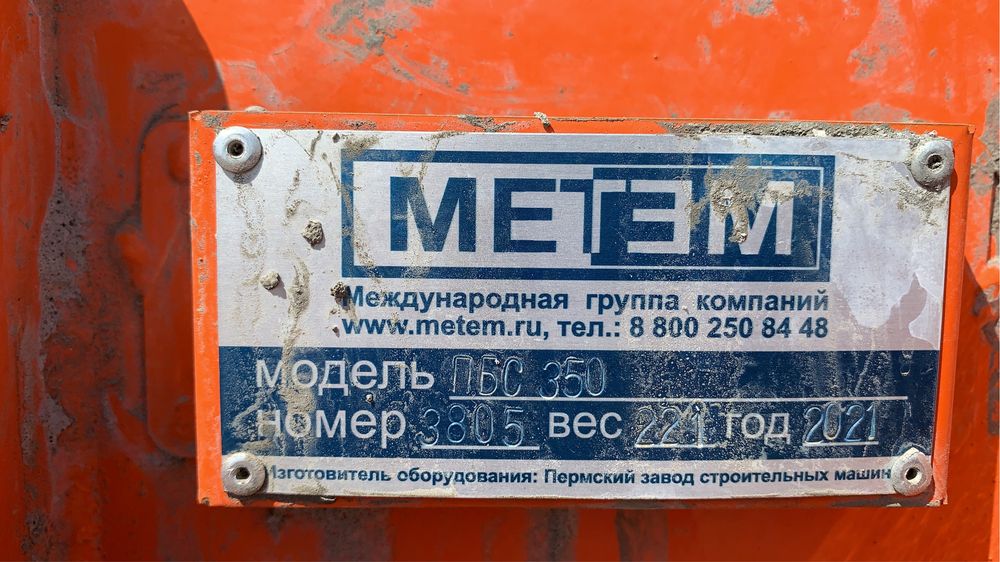 МЕТЭМ
Международная группа компаний
www.metem.ru, тел.: 8 800 250 84 48
модель ПБС 350
номер 3805 вес 221 год 2021
Изготовитель оборудования: Пермский завод строительных машин